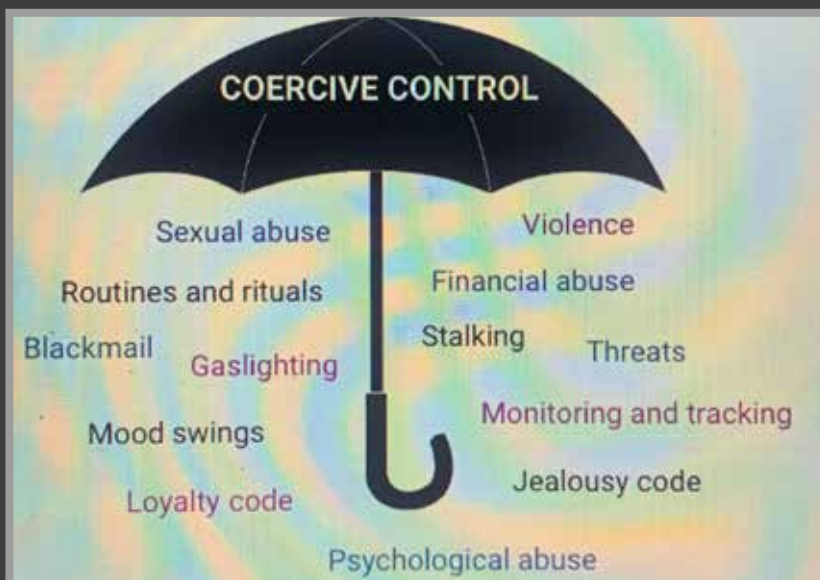 COERCIVE CONTROL
Sexual abuse
Violence
Routines and rituals
Financial abuse
Blackmail
Gaslighting
Stalking
Threats
Mood swings
Monitoring and tracking
Loyalty code
Jealousy code
Psychological abuse